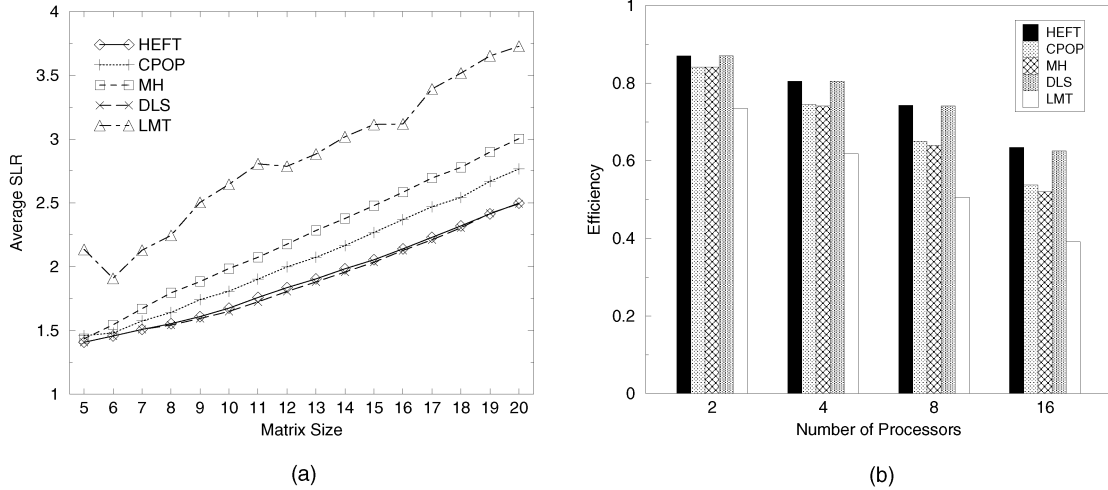 4
3.5
3
2.5
2
1.5
1
Average SLR
HEFT
CPOP
MH
DLS
LMT
5 6 7 8 9 10 11 12 13 14 15 16 17 18 19 20
Matrix Size
(a)
1
0.8
0.6
0.4
0.2
0
Efficiency
HEFT
CPOP
MH
DLS
LMT
2 4 8 16
Number of Processors
(b)